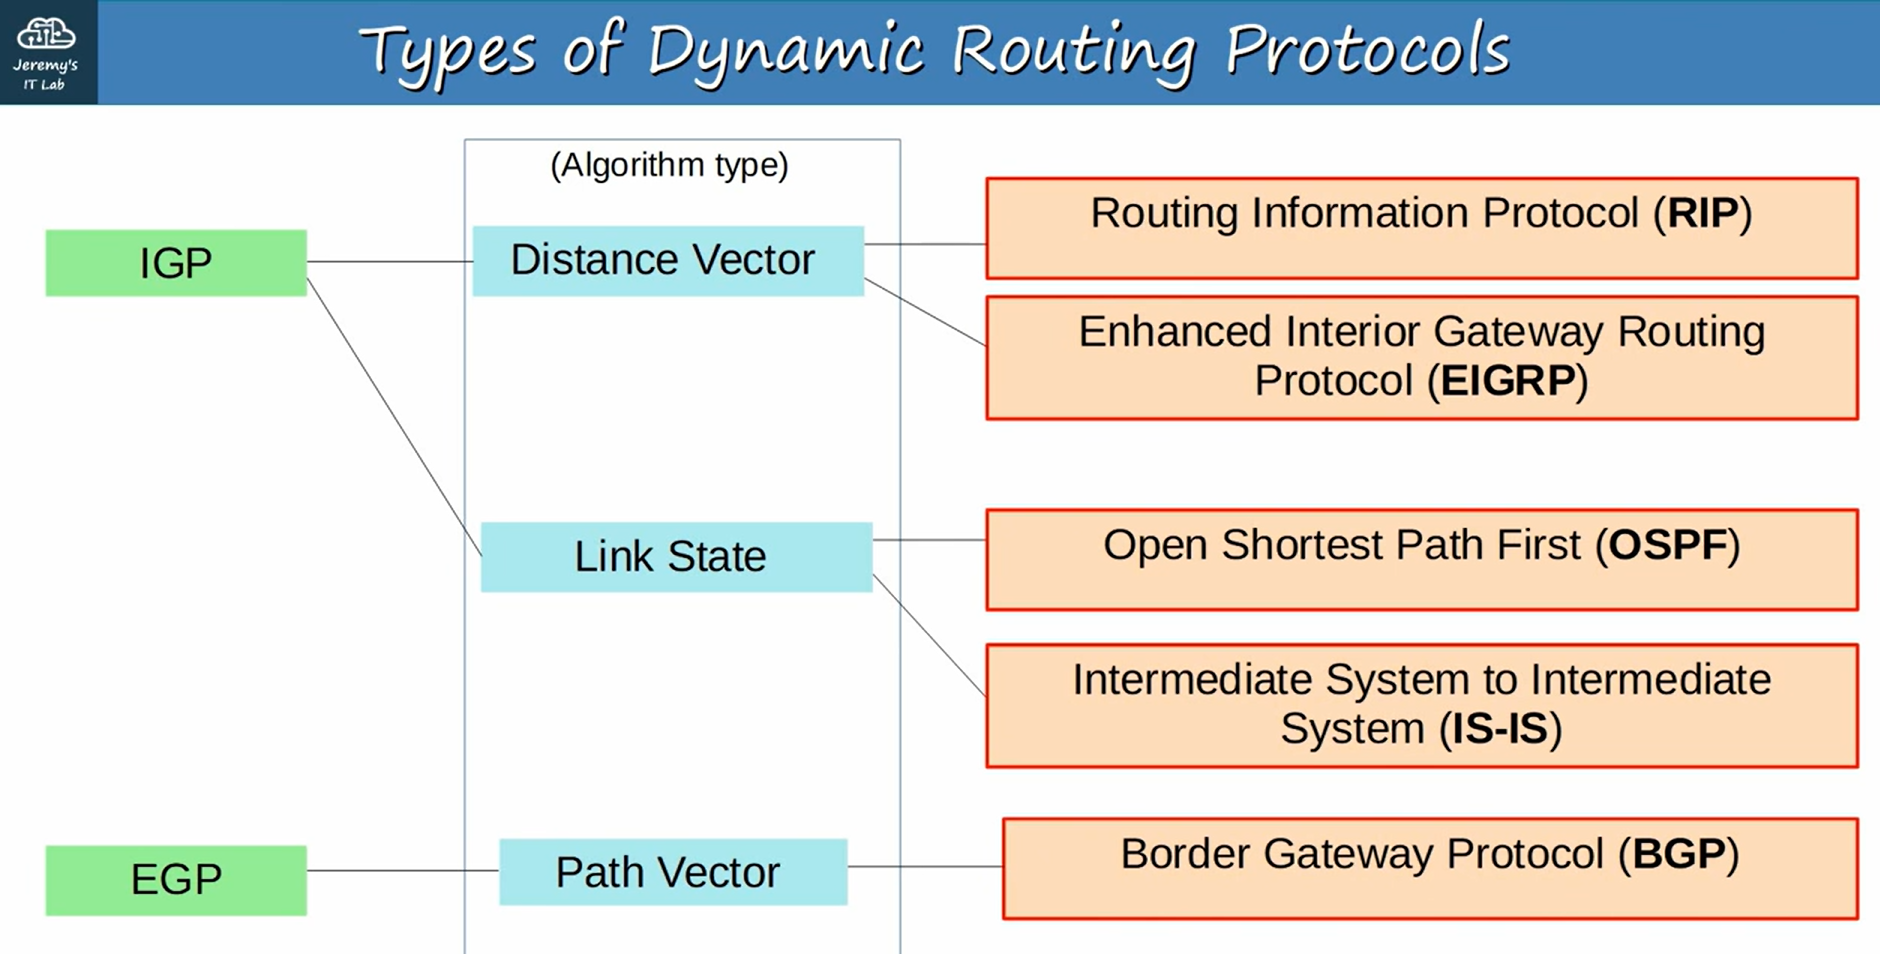 Jeremy's
IT Lab
Types of Dynamic Routing Protocols
(Algorithm type)
IGP
Distance Vector
Routing Information Protocol (RIP)
Enhanced Interior Gateway Routing
Protocol (EIGRP)
Link State
Open Shortest Path First (OSPF)
Intermediate System to Intermediate
System (IS-IS)
EGP
Path Vector
Border Gateway Protocol (BGP)